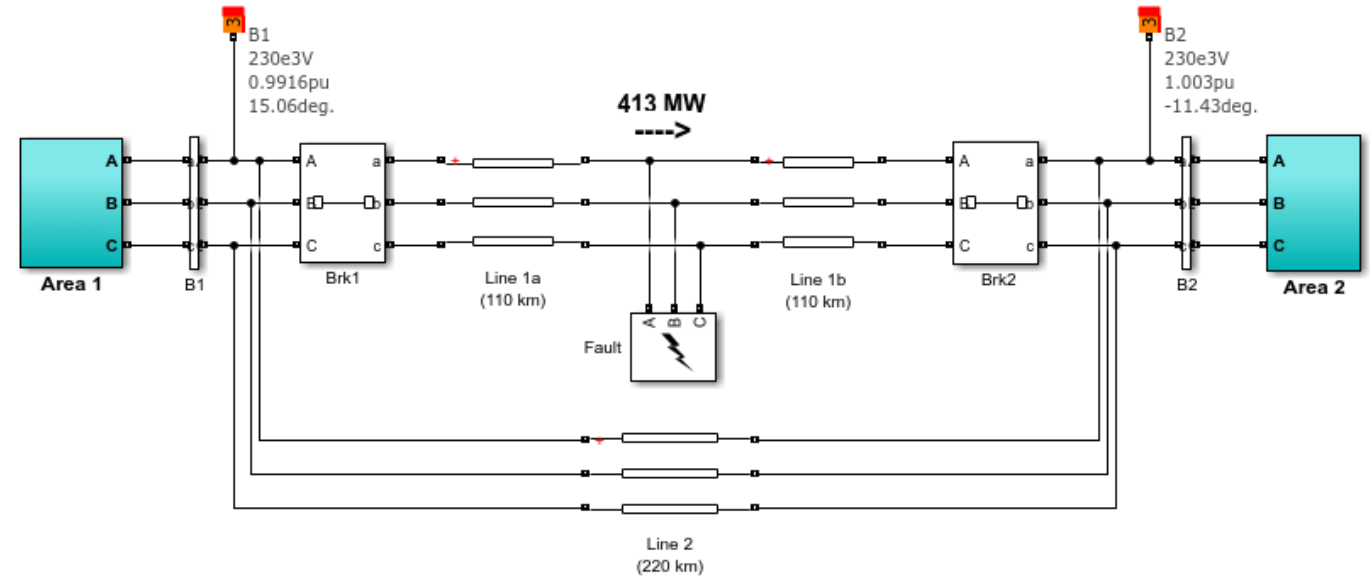 3
B1
230e3V
0.9916pu
15.06deg.
3
B2
230e3V
1.003pu
-11.43deg.
413 MW
---->
A
B
C
Area 1
a
b
c
B1
A
B
C
a
b
c
Brk1
Line 1a
(110 km)
A
B
C
Fault
Line 1b
(110 km)
A
B
C
a
b
c
Brk2
a
b
c
B2
A
B
C
Area 2
Line 2
(220 km)